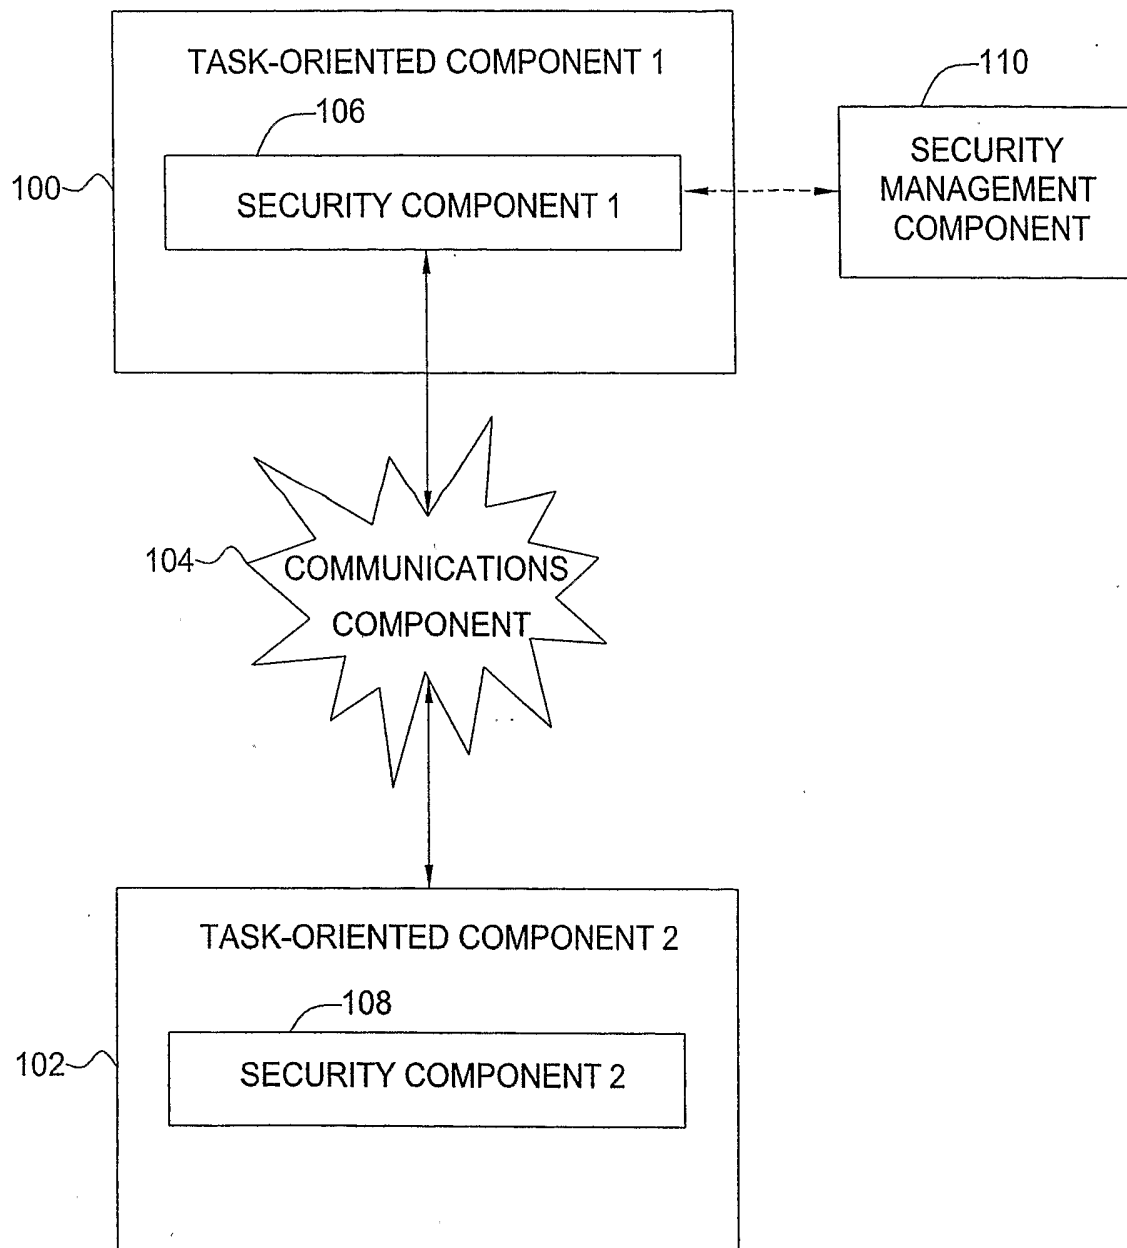 TASK-ORIENTED COMPONENT 1
110
106
SECURITY
MANAGEMENT
COMPONENT
100
SECURITY COMPONENT 1
104
COMMUNICATIONS
COMPONENT
TASK-ORIENTED COMPONENT 2
108
102
SECURITY COMPONENT 2